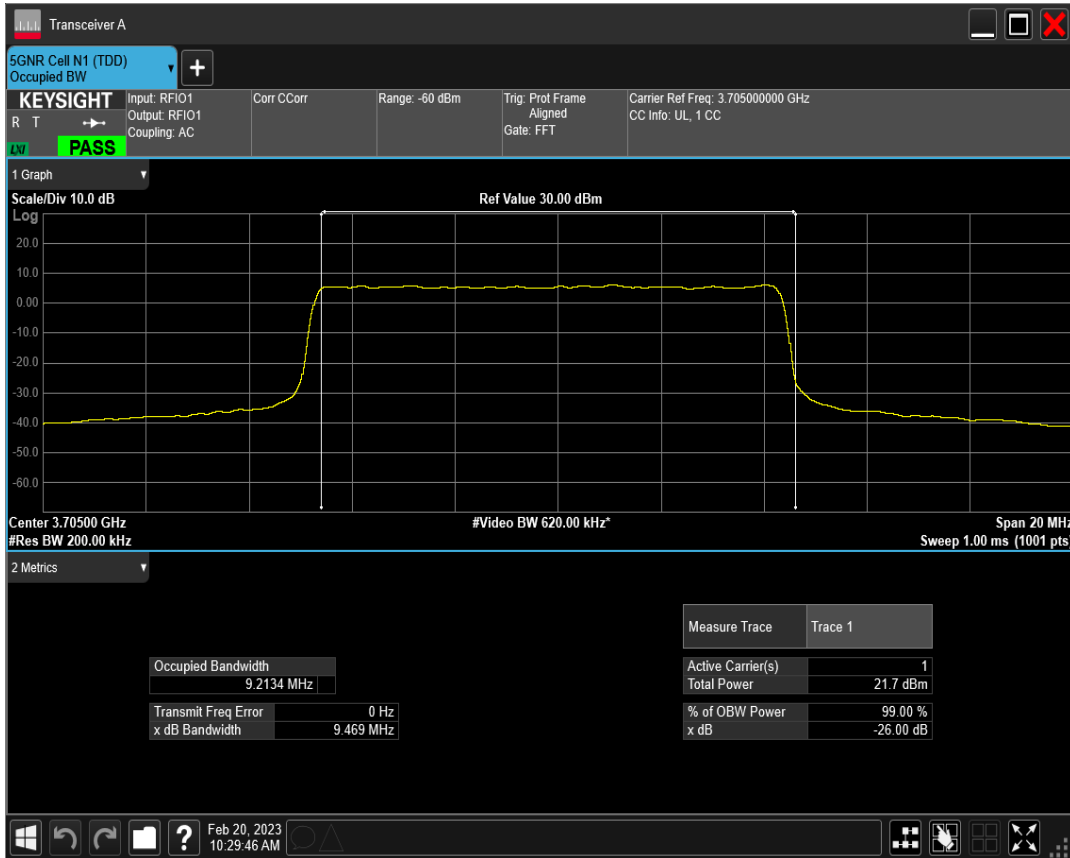 Transceiver A
5GNR Cell N1 (TDD)
Occupied BW
+
KEYSIGHT
R T
LXI
PASS
Input: RFIO1
Output: RFIO1
Coupling: AC
Corr CCorr
Range: -60 dBm
Trig: Prot Frame
Aligned
Gate: FFT
Carrier Ref Freq: 3.705000000 GHz
CC Info: UL, 1 CC
1 Graph
Scale/Div 10.0 dB
Ref Value 30.00 dBm
Log
20.0
10.0
0.00
-10.0
-20.0
-30.0
-40.0
-50.0
-60.0
Center 3.70500 GHz
#Video BW 620.00 kHz*
Span 20 MHz
#Res BW 200.00 kHz
Sweep 1.00 ms (1001 pts)
2 Metrics
Measure Trace Trace 1
Occupied Bandwidth
9.2134 MHz
Active Carrier(s) 1
Total Power 21.7 dBm
Transmit Freq Error 0 Hz
x dB Bandwidth 9.469 MHz
% of OBW Power 99.00 %
x dB -26.00 dB
?
Feb 20, 2023
10:29:46 AM